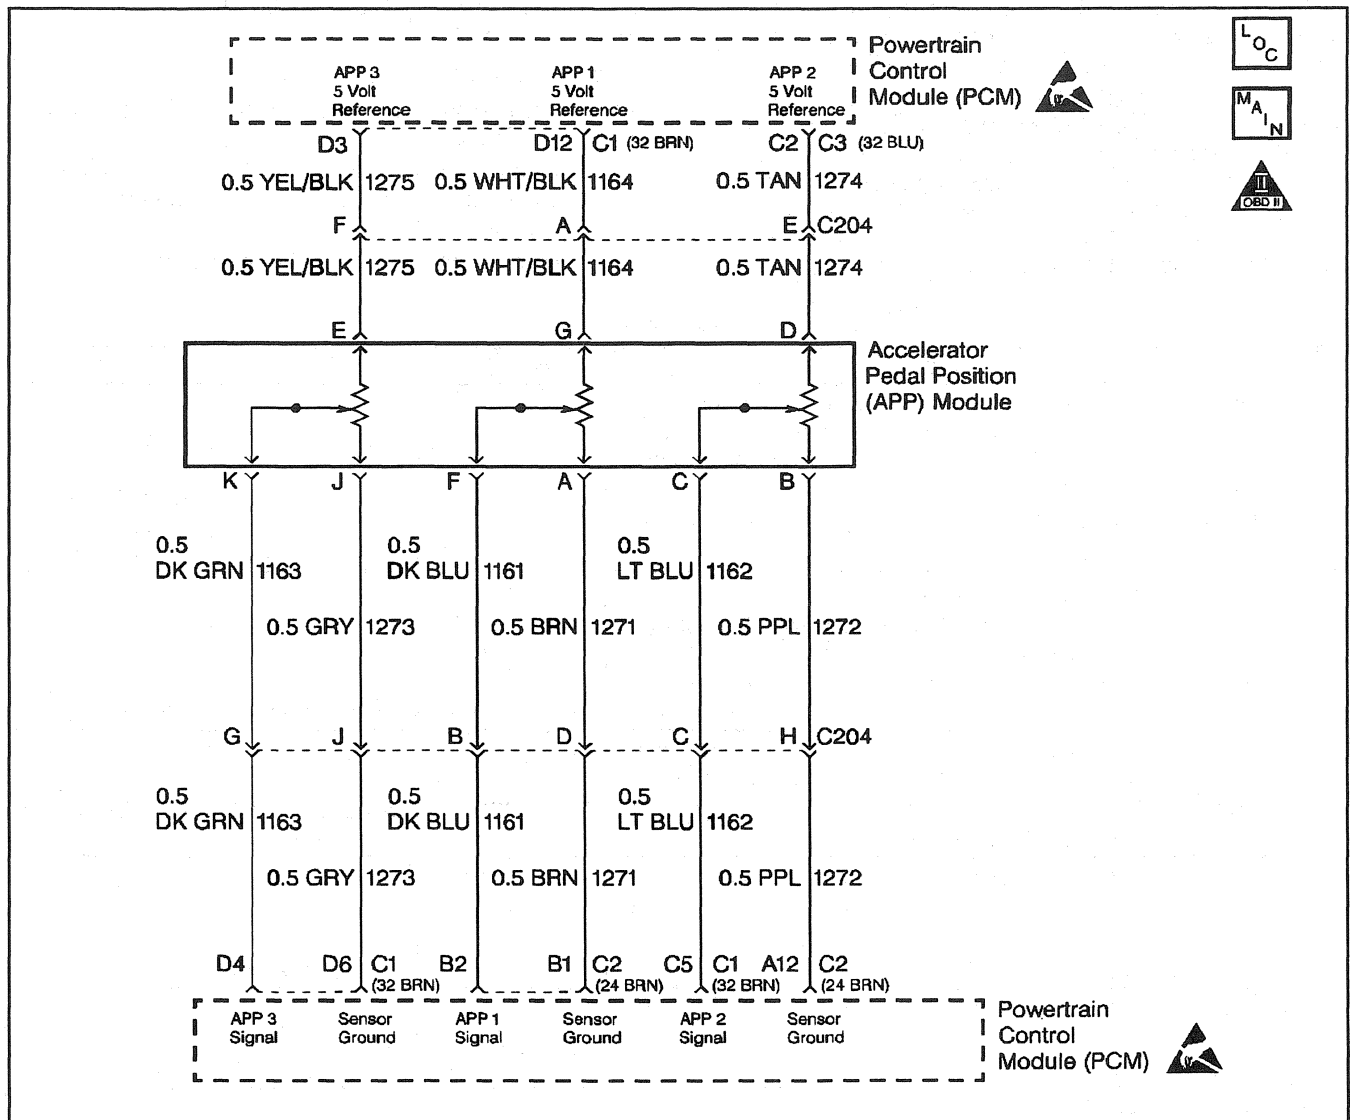 Powertrain
Control
Module (PCM)
L O C
M A I N
II
OBD II
APP 3
5 Volt
Reference
APP 1
5 Volt
Reference
APP 2
5 Volt
Reference
D3 D12 C1 (32 BRN) C2 C3 (32 BLU)
0.5 YEL/BLK 1275 0.5 WHT/BLK 1164 0.5 TAN 1274
F A E C204
0.5 YEL/BLK 1275 0.5 WHT/BLK 1164 0.5 TAN 1274
E G D
Accelerator
Pedal Position
(APP) Module
K J F A C B
0.5 0.5 0.5
DK GRN 1163 DK BLU 1161 LT BLU 1162
0.5 GRY 1273 0.5 BRN 1271 0.5 PPL 1272
G J B D C H C204
0.5 0.5 0.5
DK GRN 1163 DK BLU 1161 LT BLU 1162
0.5 GRY 1273 0.5 BRN 1271 0.5 PPL 1272
D4 D6 C1 B2 B1 C2 C5 C1 A12 C2
(32 BRN) (24 BRN) (32 BRN) (24 BRN)
APP 3
Signal
Sensor
Ground
APP 1
Signal
Sensor
Ground
APP 2
Signal
Sensor
Ground
Powertrain
Control
Module (PCM)